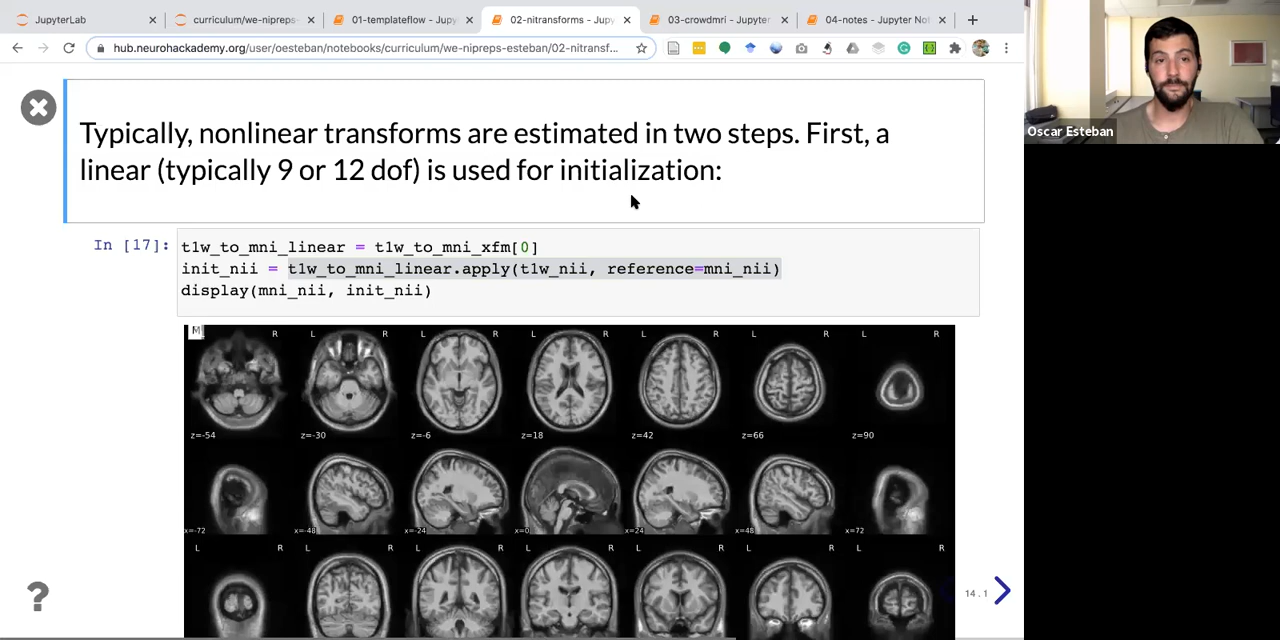 JupyterLab
curriculum/we-nipreps-
01-templateflow - Jupy
02-nitransforms - Jupy
03-crowdmri - Jupyter
04-notes - Jupyter No
hub.neurohackademy.org/user/oesteban/notebooks/curriculum/we-nipreps-esteban/02-nitransf...
Oscar Esteban
Typically, nonlinear transforms are estimated in two steps. First, a
linear (typically 9 or 12 dof) is used for initialization:
In [17]:
t1w_to_mni_linear = t1w_to_mni_xfm[0]
init_nii = t1w_to_mni_linear.apply(t1w_nii, reference=mni_nii)
display(mni_nii, init_nii)
M
R L R L R L R L R L R L R
z=-54 z=-30 z=-6 z=18 z=42 z=66 z=90
x=-72 x=-48 x=-24 x=0 x=24 x=48 x=72
L R L R L R L R L R L R L R
?
14.1